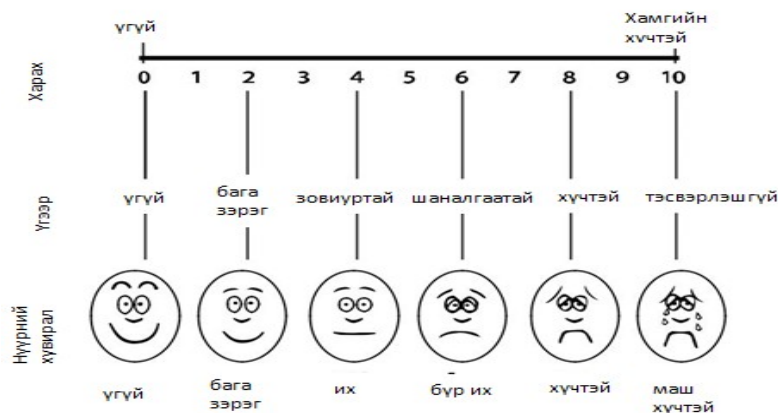 үгүй
Хамгийн
хүчтэй
Харах
0 1 2 3 4 5 6 7 8 9 10
Үгээр
үгүй
бага
зэрэг
зовиуртай
шаналгаатай
хүчтэй
тэсвэрлэшгүй
Нүүрний
хувирал
үгүй
бага
зэрэг
их
бүр их
хүчтэй
маш
хүчтэй